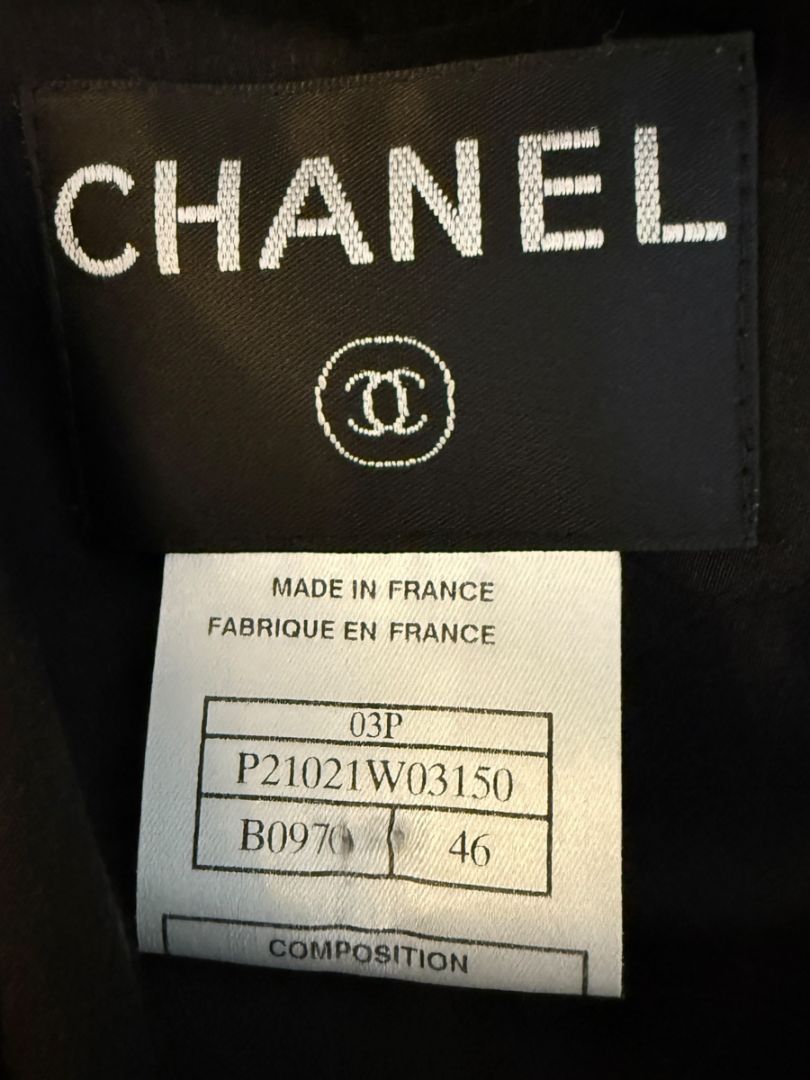 CHANEL
MADE IN FRANCE
FABRIQUE EN FRANCE
03P
P21021W03150
46
COMPOSITION